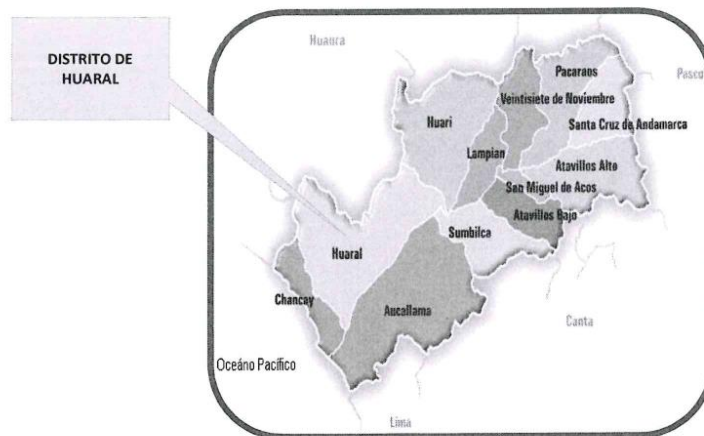 DISTRITO DE
HUARAL
Huaura
Pacaraos
Pasco
Veintisiete de Noviembre
Huari
Santa Cruz de Andamarca
Lampian
Atavillos Alto
San Miguel de Acos
Atavillos Bajo
Sumbilca
Huaral
Chancay
Aucallama
Canta
Oceáno Pacífico
Lima